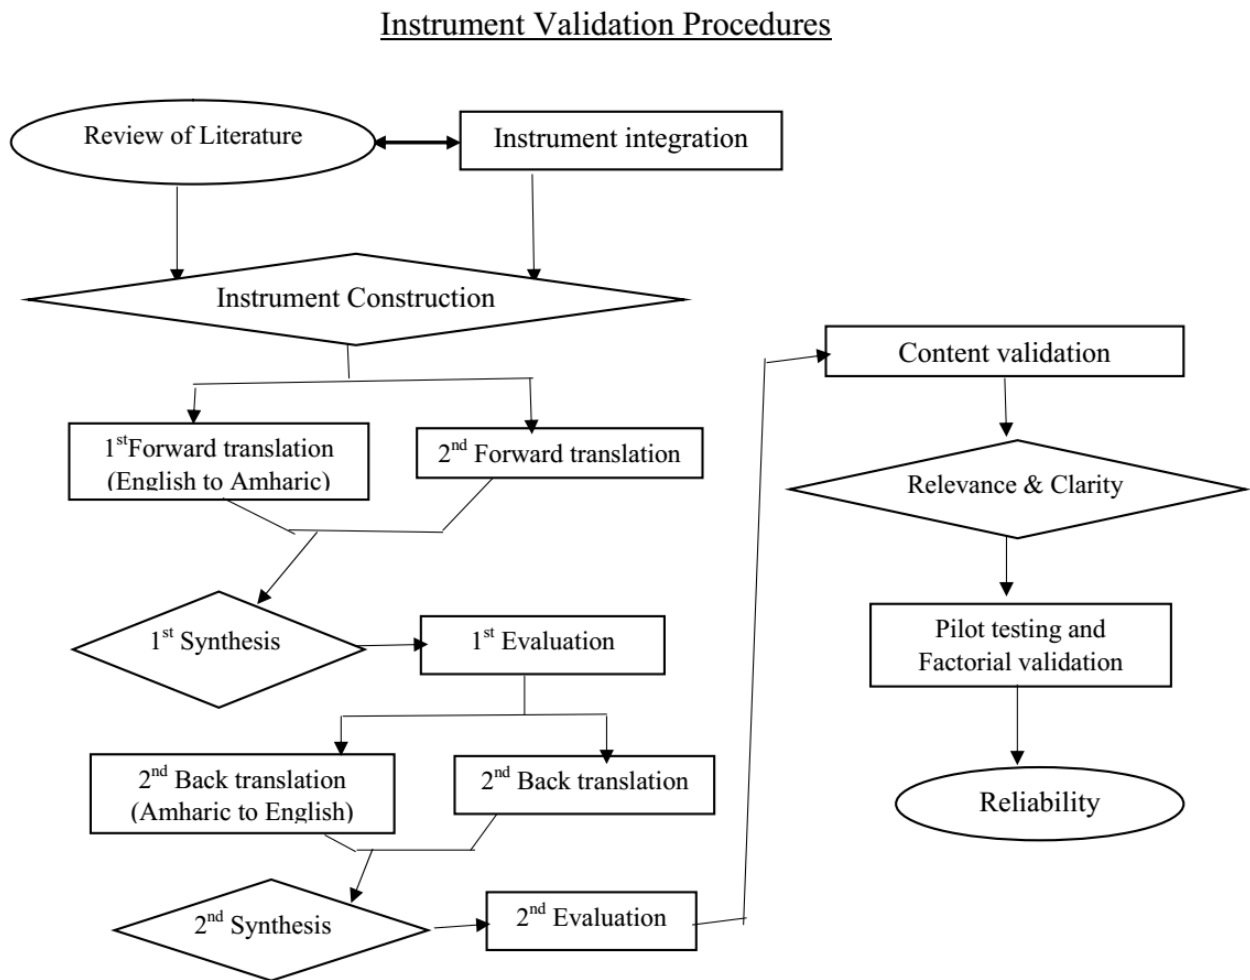 Instrument Validation Procedures
Review of Literature
Instrument integration
Instrument Construction
1stForward translation
(English to Amharic)
2nd Forward translation
1st Synthesis
1st Evaluation
2nd Back translation
(Amharic to English)
2nd Back translation
2nd Synthesis
2nd Evaluation
Content validation
Relevance & Clarity
Pilot testing and
Factorial validation
Reliability